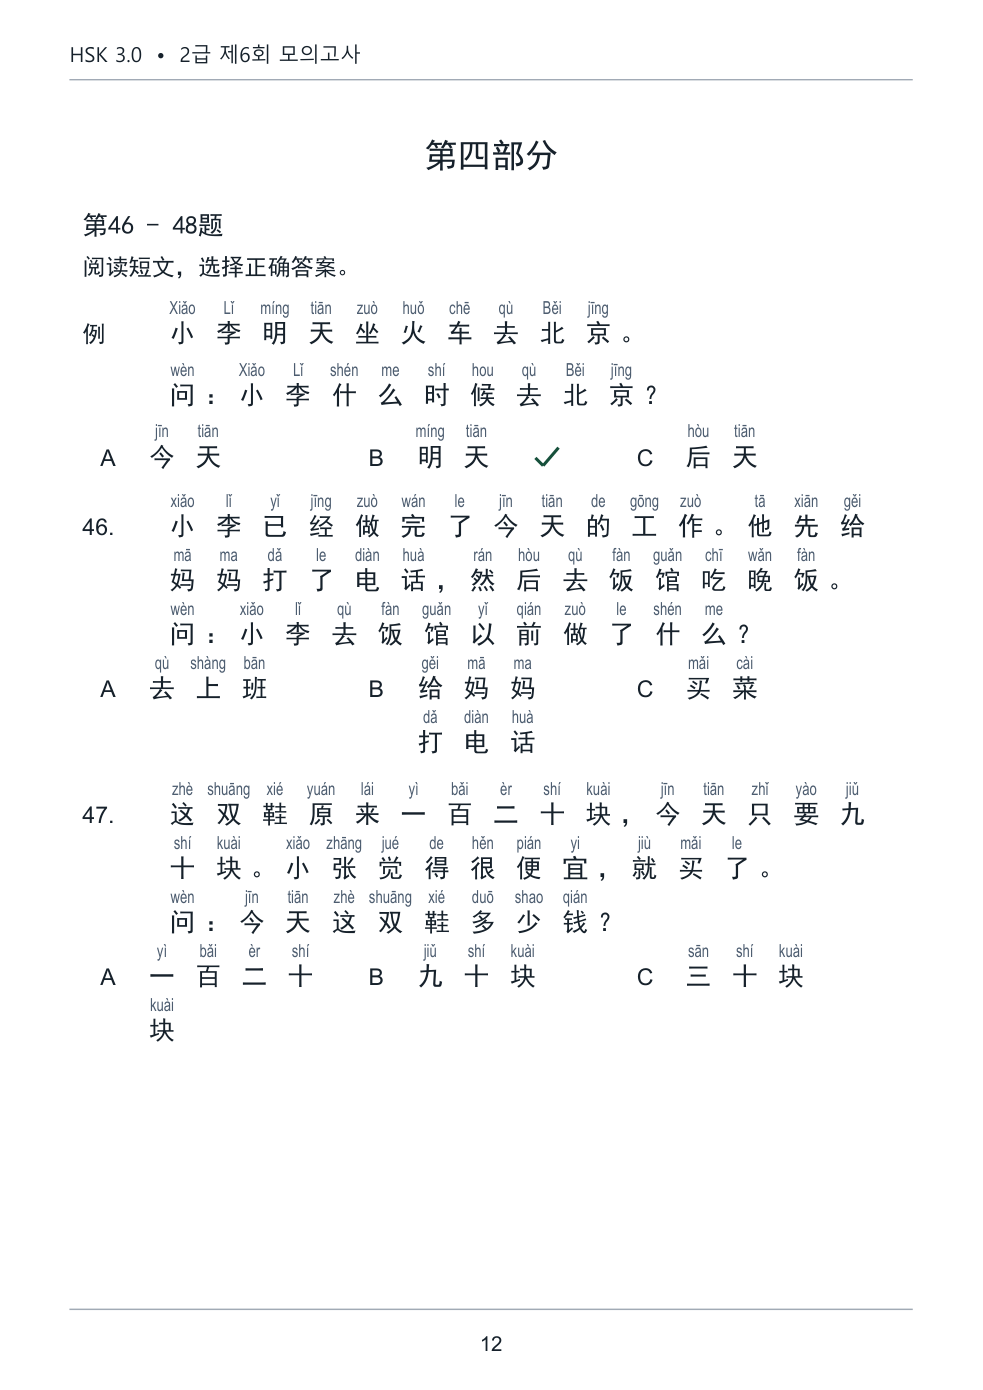 HSK 3.0 • 2급 제6회 모의고사
第四部分
第46 – 48题
阅读短文，选择正确答案。
Xiǎo Lǐ míng tiān zuò huǒ chē qù Běi jīng
例 小李明天坐火车去北京。
wèn Xiǎo Lǐ shén me shí hou qù Běi jīng
问：小李什么时候去北京？
jīn tiān míng tiān hòu tiān
A 今天 B 明天 ✓ C 后天
xiǎo lǐ yǐ jīng zuò wán le jīn tiān de gōng zuò tā xiān gěi
46. 小李已经做完了今天的工作。他先给
mā ma dǎ le diàn huà rán hòu qù fàn guǎn chī wǎn fàn
妈妈打了电话，然后去饭馆吃晚饭。
wèn xiǎo lǐ qù fàn guǎn yǐ qián zuò le shén me
问：小李去饭馆以前做了什么？
qù shàng bān gěi mā ma mǎi cài
A 去上班 B 给妈妈 C 买菜
dǎ diàn huà
打电话
zhè shuāng xié yuán lái yì bǎi èr shí kuài jīn tiān zhǐ yào jiǔ
47. 这双鞋原来一百二十块，今天只要九
shí kuài xiǎo zhāng jué de hěn pián yi jiù mǎi le
十块。小张觉得很便宜，就买了。
wèn jīn tiān zhè shuāng xié duō shao qián
问：今天这双鞋多少钱？
yì bǎi èr shí jiǔ shí kuài sān shí kuài
A 一百二十 B 九十块 C 三十块
kuài
块
12